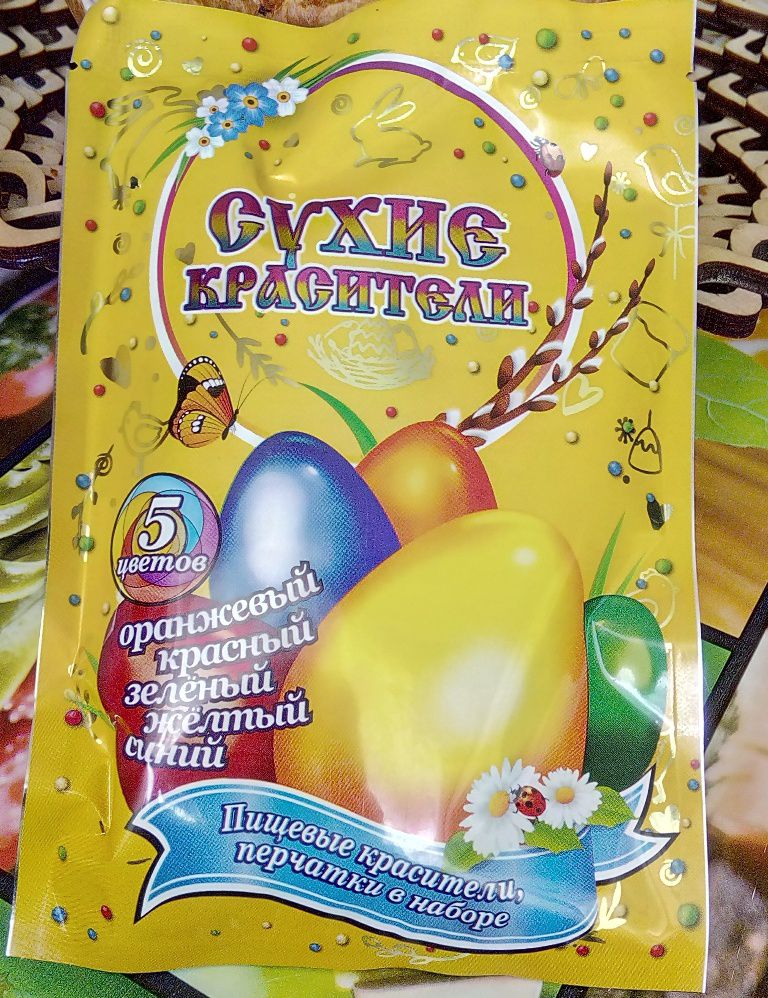 СУХИЕ
КРАСИТЕЛИ
5
цветов
оранжевый
красный
зелёный
жёлтый
синий
Пищевые красители,
перчатки в наборе